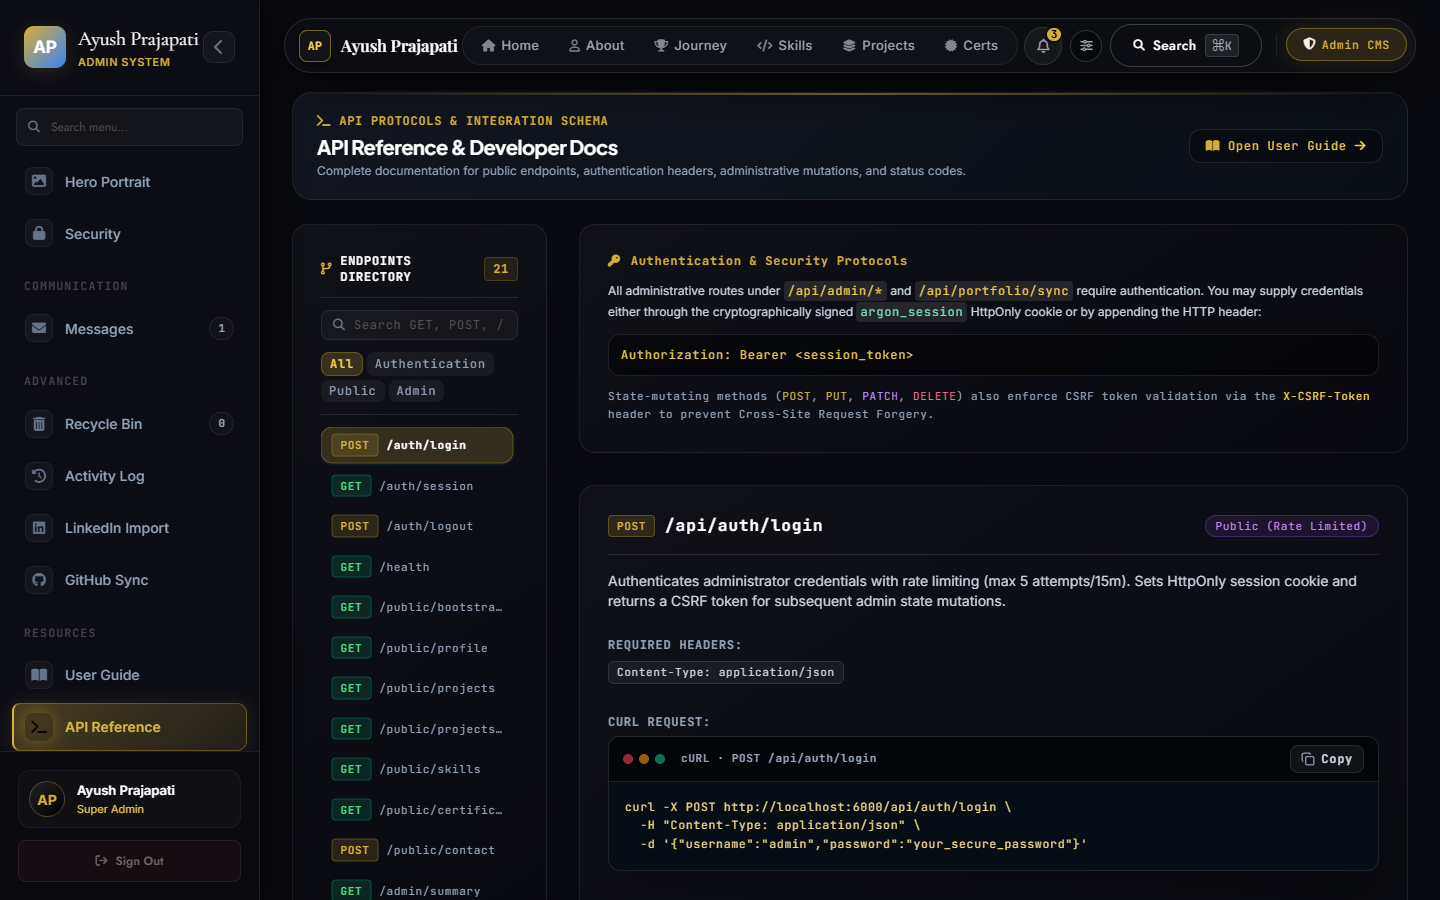 AP
Ayush Prajapati
ADMIN SYSTEM
Search menu...
Hero Portrait
Security
COMMUNICATION
Messages
1
ADVANCED
Recycle Bin
0
Activity Log
LinkedIn Import
GitHub Sync
RESOURCES
User Guide
API Reference
AP
Ayush Prajapati
Super Admin
Sign Out
AP
Ayush Prajapati
Home
About
Journey
Skills
Projects
Certs
3
Search
⌘K
Admin CMS
API PROTOCOLS & INTEGRATION SCHEMA
API Reference & Developer Docs
Complete documentation for public endpoints, authentication headers, administrative mutations, and status codes.
Open User Guide →
ENDPOINTS
DIRECTORY
21
Search GET, POST, /
All
Authentication
Public
Admin
POST /auth/login
GET /auth/session
POST /auth/logout
GET /health
GET /public/bootstra…
GET /public/profile
GET /public/projects
GET /public/projects…
GET /public/skills
GET /public/certific…
POST /public/contact
GET /admin/summary
Authentication & Security Protocols
All administrative routes under /api/admin/* and /api/portfolio/sync require authentication. You may supply credentials
either through the cryptographically signed argon_session HttpOnly cookie or by appending the HTTP header:
Authorization: Bearer <session_token>
State-mutating methods (POST, PUT, PATCH, DELETE) also enforce CSRF token validation via the X-CSRF-Token
header to prevent Cross-Site Request Forgery.
POST /api/auth/login
Public (Rate Limited)
Authenticates administrator credentials with rate limiting (max 5 attempts/15m). Sets HttpOnly session cookie and
returns a CSRF token for subsequent admin state mutations.
REQUIRED HEADERS:
Content-Type: application/json
CURL REQUEST:
cURL · POST /api/auth/login
Copy
curl -X POST http://localhost:6000/api/auth/login \
-H "Content-Type: application/json" \
-d '{"username":"admin","password":"your_secure_password"}'